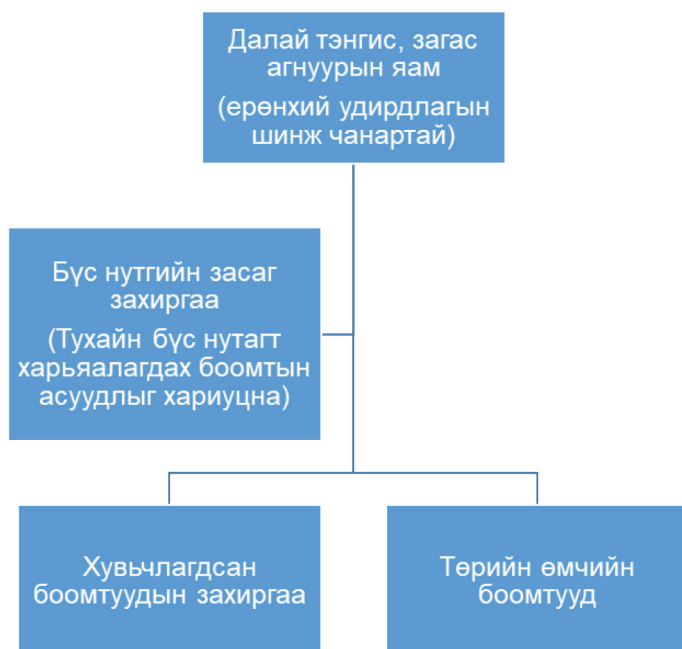 Далай тэнгис, загас
агнуурын яам
(ерөнхий удирдлагын
шинж чанартай)
Бүс нутгийн засаг
захиргаа
(Тухайн бүс нутагт
харьяалагдах боомтын
асуудлыг хариуцна)
Хувьчлагдсан
боомтуудын захиргаа
Төрийн өмчийн
боомтууд